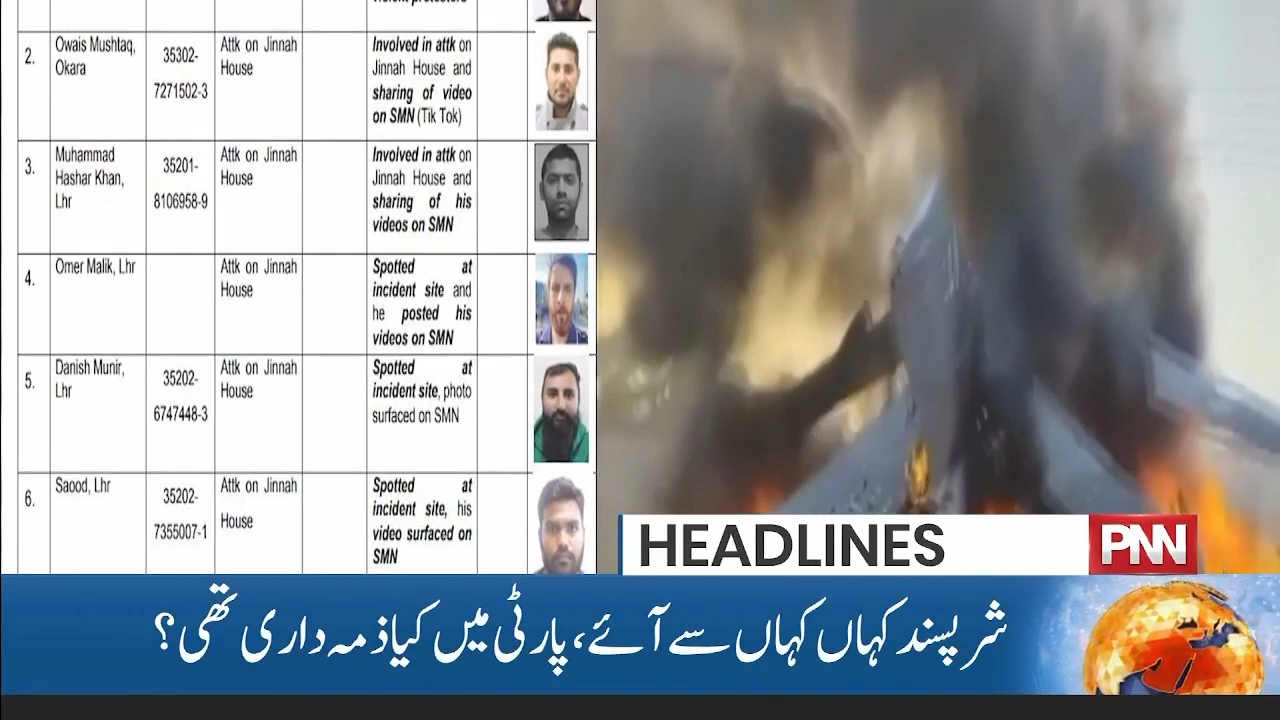 violent protesters
2.
Owais Mushtaq,
Okara
35302-
7271502-3
Attk on Jinnah
House
Involved in attk on
Jinnah House and
sharing of video
on SMN (Tik Tok)
3.
Muhammad
Hashar Khan,
Lhr
35201-
8106958-9
Attk on Jinnah
House
Involved in attk on
Jinnah House and
sharing of his
videos on SMN
4.
Omer Malik, Lhr
Attk on Jinnah
House
Spotted at
incident site and
he posted his
videos on SMN
5.
Danish Munir,
Lhr
35202-
6747448-3
Attk on Jinnah
House
Spotted at
incident site, photo
surfaced on SMN
6.
Saood, Lhr
35202-
7355007-1
Attk on Jinnah
House
Spotted at
incident site, his
video surfaced on
SMN
HEADLINES
PNN
شرپسند کہاں کہاں سے آئے، پارٹی میں کیا ذمہ داری تھی؟